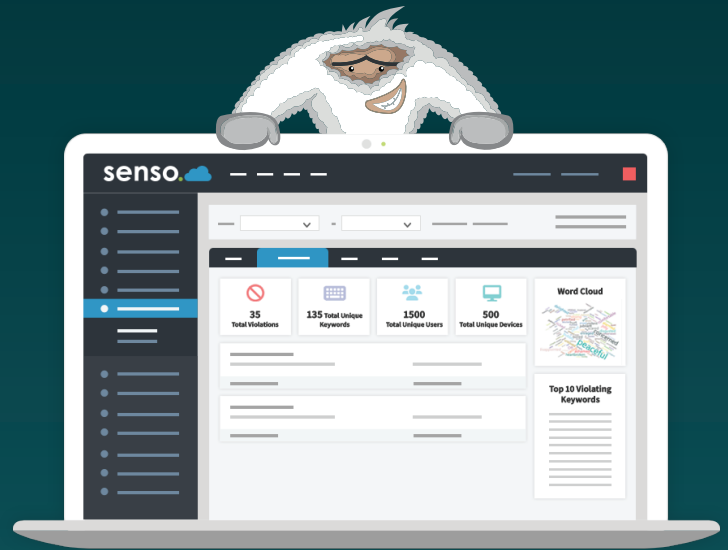 senso.
35
Total Violations
135 Total Unique
Keywords
1500
Total Unique Users
500
Total Unique Devices
Word Cloud
peaceful
Top 10 Violating
Keywords